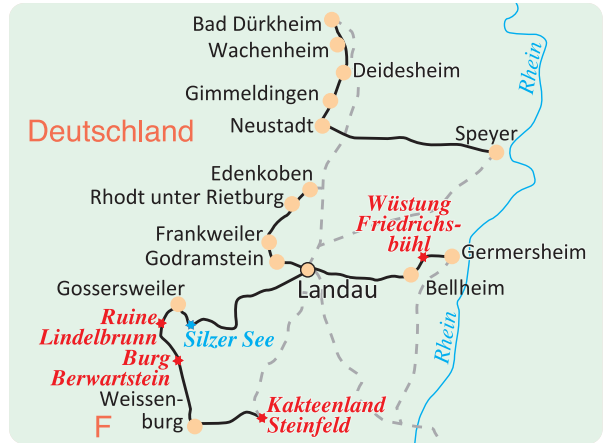 Bad Dürkheim
Wachenheim
Deidesheim
Gimmeldingen
Neustadt
Rhein
Deutschland
Speyer
Edenkoben
Rhodt unter Rietburg
Wüstung
Friedrichs-
bühl
Frankweiler
Godramstein
Germersheim
Landau
Bellheim
Gossersweiler
Ruine
Lindelbrunn
Silzer See
Rhein
Burg
Berwartstein
Weissen-
burg
Kakteenland
Steinfeld
F